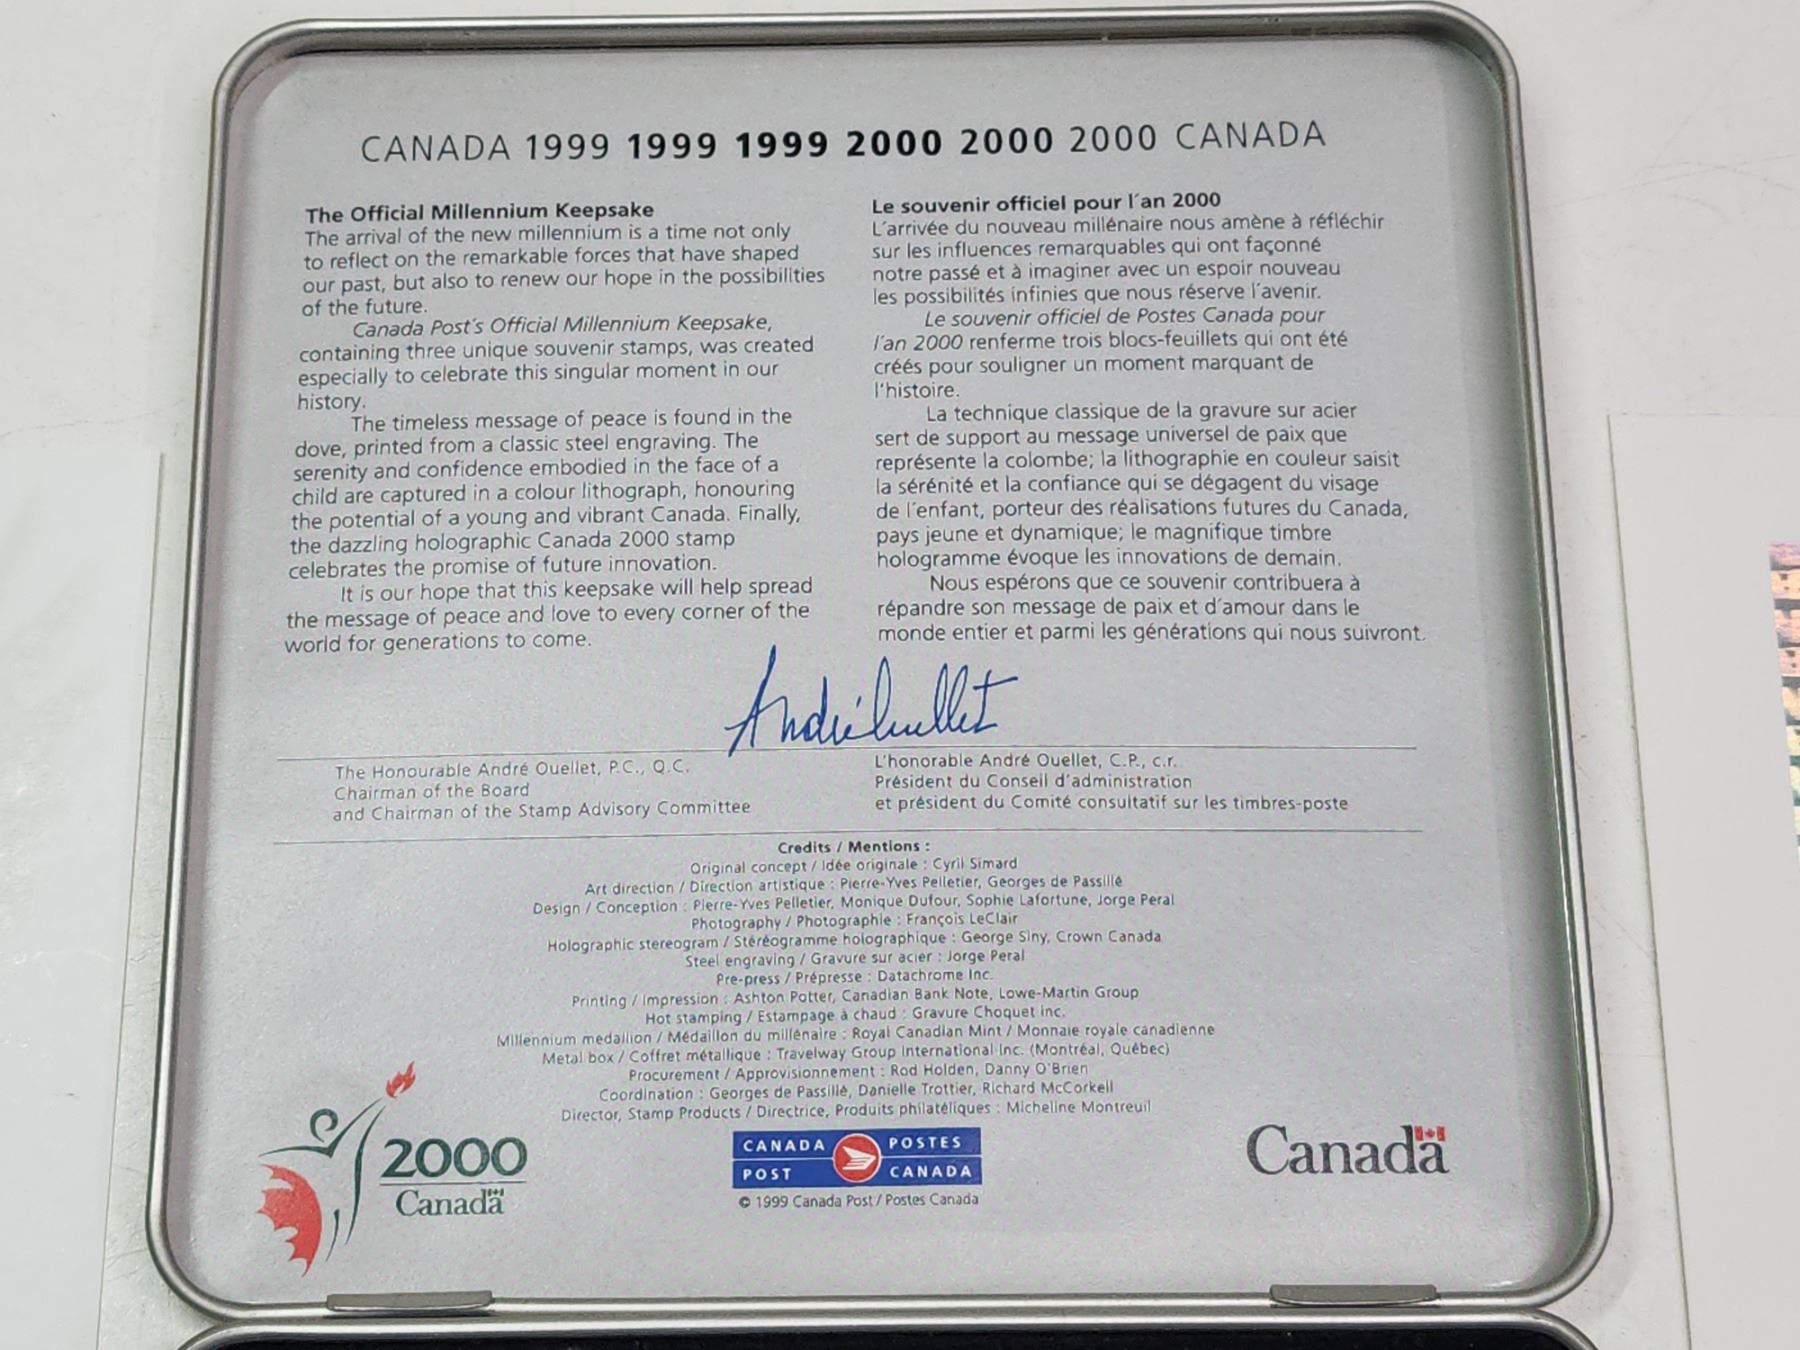 CANADA 1999 1999 1999 2000 2000 2000 CANADA
The Official Millennium Keepsake
The arrival of the new millennium is a time not only
to reflect on the remarkable forces that have shaped
our past, but also to renew our hope in the possibilities
of the future.
Canada Post's Official Millennium Keepsake,
containing three unique souvenir stamps, was created
especially to celebrate this singular moment in our
history.
The timeless message of peace is found in the
dove, printed from a classic steel engraving. The
serenity and confidence embodied in the face of a
child are captured in a colour lithograph, honouring
the potential of a young and vibrant Canada. Finally,
the dazzling holographic Canada 2000 stamp
celebrates the promise of future innovation.
It is our hope that this keepsake will help spread
the message of peace and love to every corner of the
world for generations to come.
Le souvenir officiel pour l'an 2000
L'arrivée du nouveau millénaire nous amène à réfléchir
sur les influences remarquables qui ont façonné
notre passé et à imaginer avec un espoir nouveau
les possibilités infinies que nous réserve l'avenir.
Le souvenir officiel de Postes Canada pour
l'an 2000 renferme trois blocs-feuillets qui ont été
créés pour souligner un moment marquant de
l'histoire.
La technique classique de la gravure sur acier
sert de support au message universel de paix que
représente la colombe; la lithographie en couleur saisit
la sérénité et la confiance qui se dégagent du visage
de l'enfant, porteur des réalisations futures du Canada,
pays jeune et dynamique; le magnifique timbre
hologramme évoque les innovations de demain.
Nous espérons que ce souvenir contribuera à
répandre son message de paix et d'amour dans le
monde entier et parmi les générations qui nous suivront.
André Ouellet
The Honourable André Ouellet, P.C., Q.C.
Chairman of the Board
and Chairman of the Stamp Advisory Committee
L'honorable André Ouellet, C.P., c.r.
Président du Conseil d'administration
et président du Comité consultatif sur les timbres-poste
Credits / Mentions :
Original concept / Idée originale : Cyril Simard
Art direction / Direction artistique : Pierre-Yves Pelletier, Georges de Passillé
Design / Conception : Pierre-Yves Pelletier, Monique Dufour, Sophie Lafortune, Jorge Peral
Photography / Photographie : François LeClair
Holographic stereogram / Stéréogramme holographique : George Siny, Crown Canada
Steel engraving / Gravure sur acier : Jorge Peral
Pre-press / Prépresse : Datachrome Inc.
Printing / Impression : Ashton Potter, Canadian Bank Note, Lowe-Martin Group
Hot stamping / Estampage à chaud : Gravure Choquet inc.
Millennium medallion / Médaillon du millénaire : Royal Canadian Mint / Monnaie royale canadienne
Metal box / Coffret métallique : Travelway Group International Inc. (Montréal, Québec)
Procurement / Approvisionnement : Rod Holden, Danny O'Brien
Coordination : Georges de Passillé, Danielle Trottier, Richard McCorkell
Director, Stamp Products / Directrice, Produits philatéliques : Micheline Montreuil
2000
Canada
CANADA POSTES
POST CANADA
© 1999 Canada Post / Postes Canada
Canada